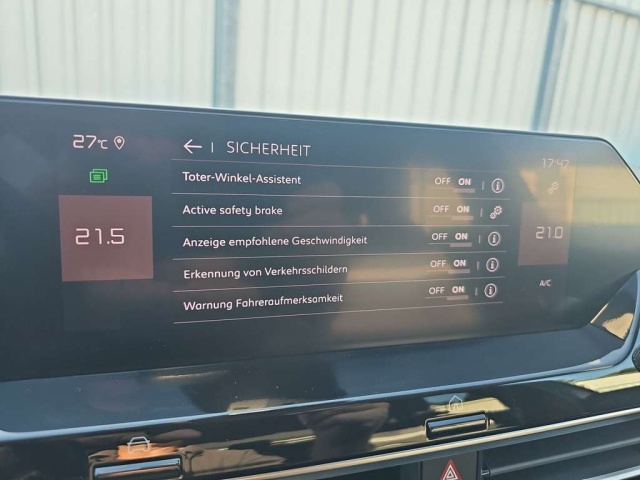 27°C
← | SICHERHEIT
17:47
Toter-Winkel-Assistent OFF ON
Active safety brake OFF ON
Anzeige empfohlene Geschwindigkeit OFF ON
Erkennung von Verkehrsschildern OFF ON
Warnung Fahreraufmerksamkeit OFF ON
21.5
21.0
A/C